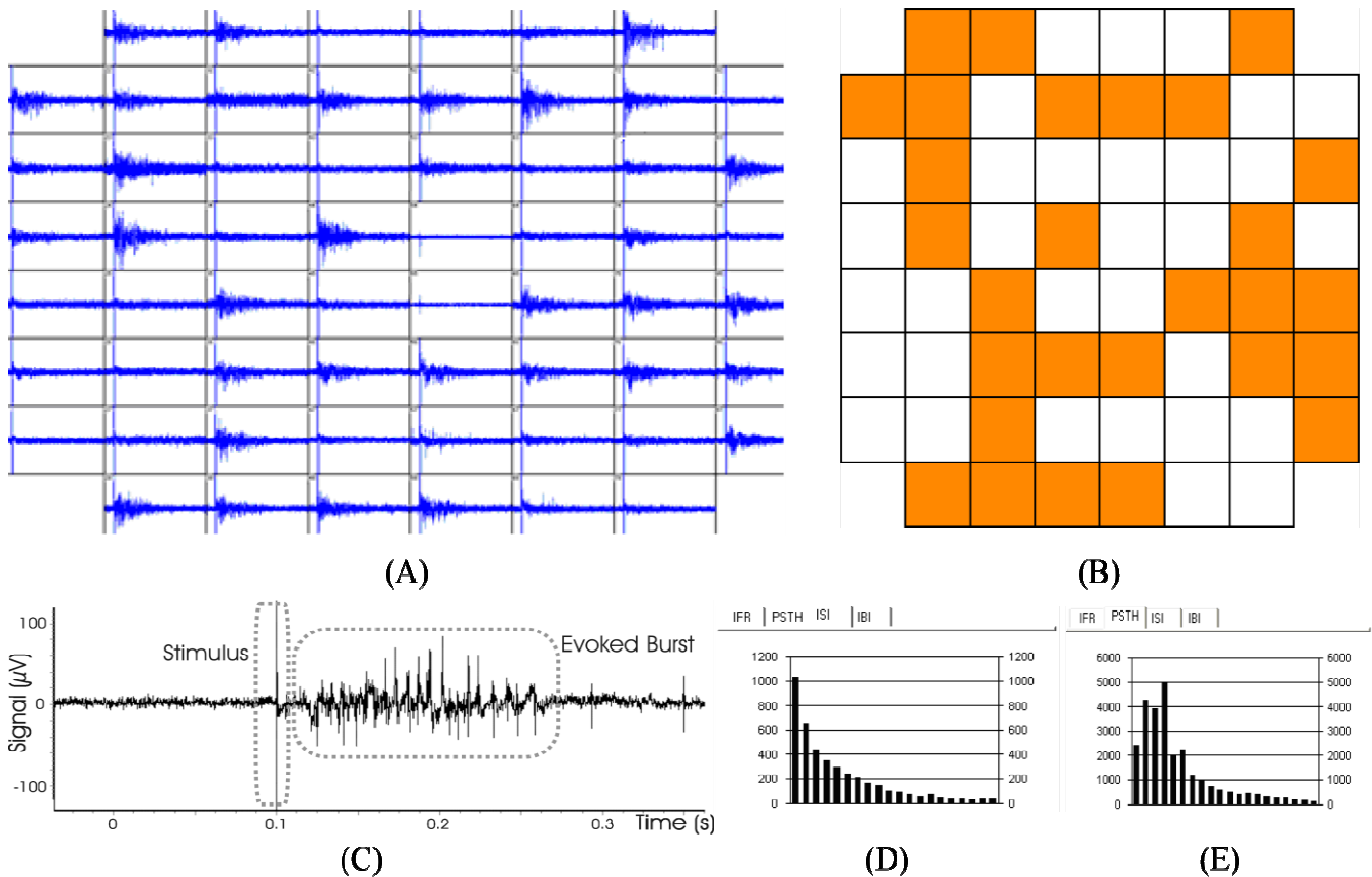 (A)
(B)
100
0
-100
Signal (µV)
Stimulus
Evoked Burst
0
0.1
0.2
0.3
Time (s)
(C)
IFR PSTH ISI IBI
1200 1200
1000 1000
800 800
600 600
400 400
200 200
0 0
(D)
IFR PSTH ISI IBI
6000 6000
5000 5000
4000 4000
3000 3000
2000 2000
1000 1000
0 0
(E)